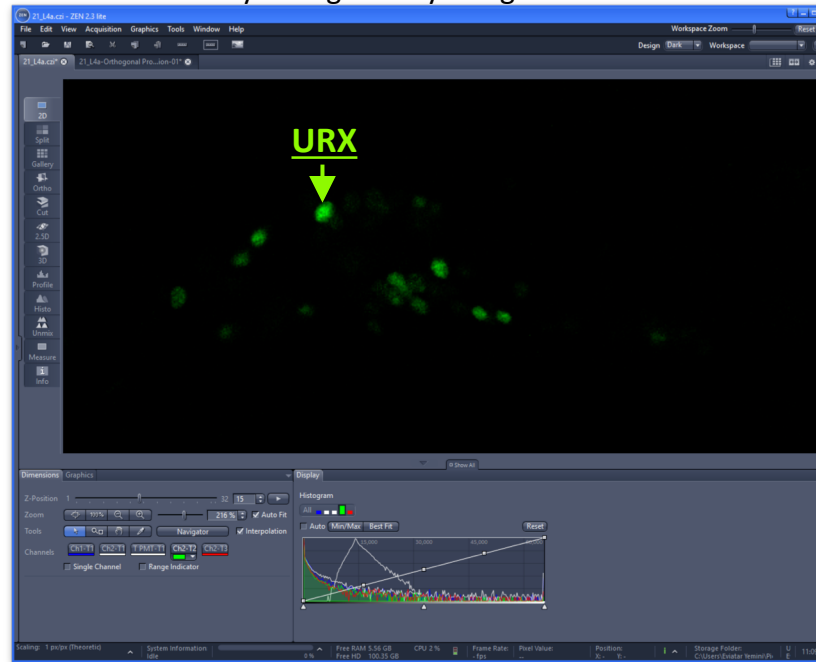 21_L4a.czi - ZEN 2.3 lite
File Edit View Acquisition Graphics Tools Window Help
Workspace Zoom Reset
Design Dark Workspace
21_L4a.czi* 21_L4a-Orthogonal Pro...ion-01*
2D
Split
Gallery
Ortho
Cut
2.5D
3D
Profile
Histo
Unmix
Measure
Info
URX
Show All
Dimensions Graphics
Z-Position 1 32 15
Zoom 100% 216 % Auto Fit
Tools Navigator Interpolation
Channels Ch1-T1 Ch2-T1 T PMT-T1 Ch2-T2 Ch2-T3
Single Channel Range Indicator
Display
Histogram
All
Auto Min/Max Best Fit Reset
Scaling: 1 px/px (Theoretic)
System Information
Idle
0 %
Free RAM 5.56 GB
Free HD 100.35 GB
CPU 2 %
Frame Rate:
- fps
Pixel Value:
Position:
X: - Y: -
Storage Folder: